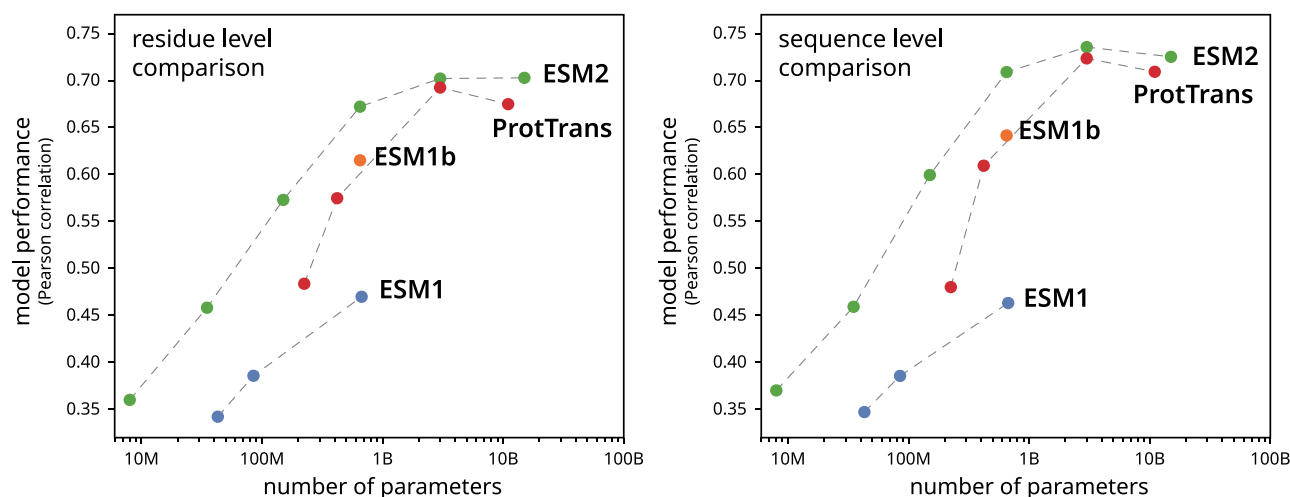 residue level
comparison
ESM2
ProtTrans
ESM1b
ESM1
0.75
0.70
0.65
0.60
0.55
0.50
0.45
0.40
0.35
model performance
(Pearson correlation)
10M
100M
1B
10B
100B
number of parameters
sequence level
comparison
ESM2
ProtTrans
ESM1b
ESM1
0.75
0.70
0.65
0.60
0.55
0.50
0.45
0.40
0.35
model performance
(Pearson correlation)
10M
100M
1B
10B
100B
number of parameters